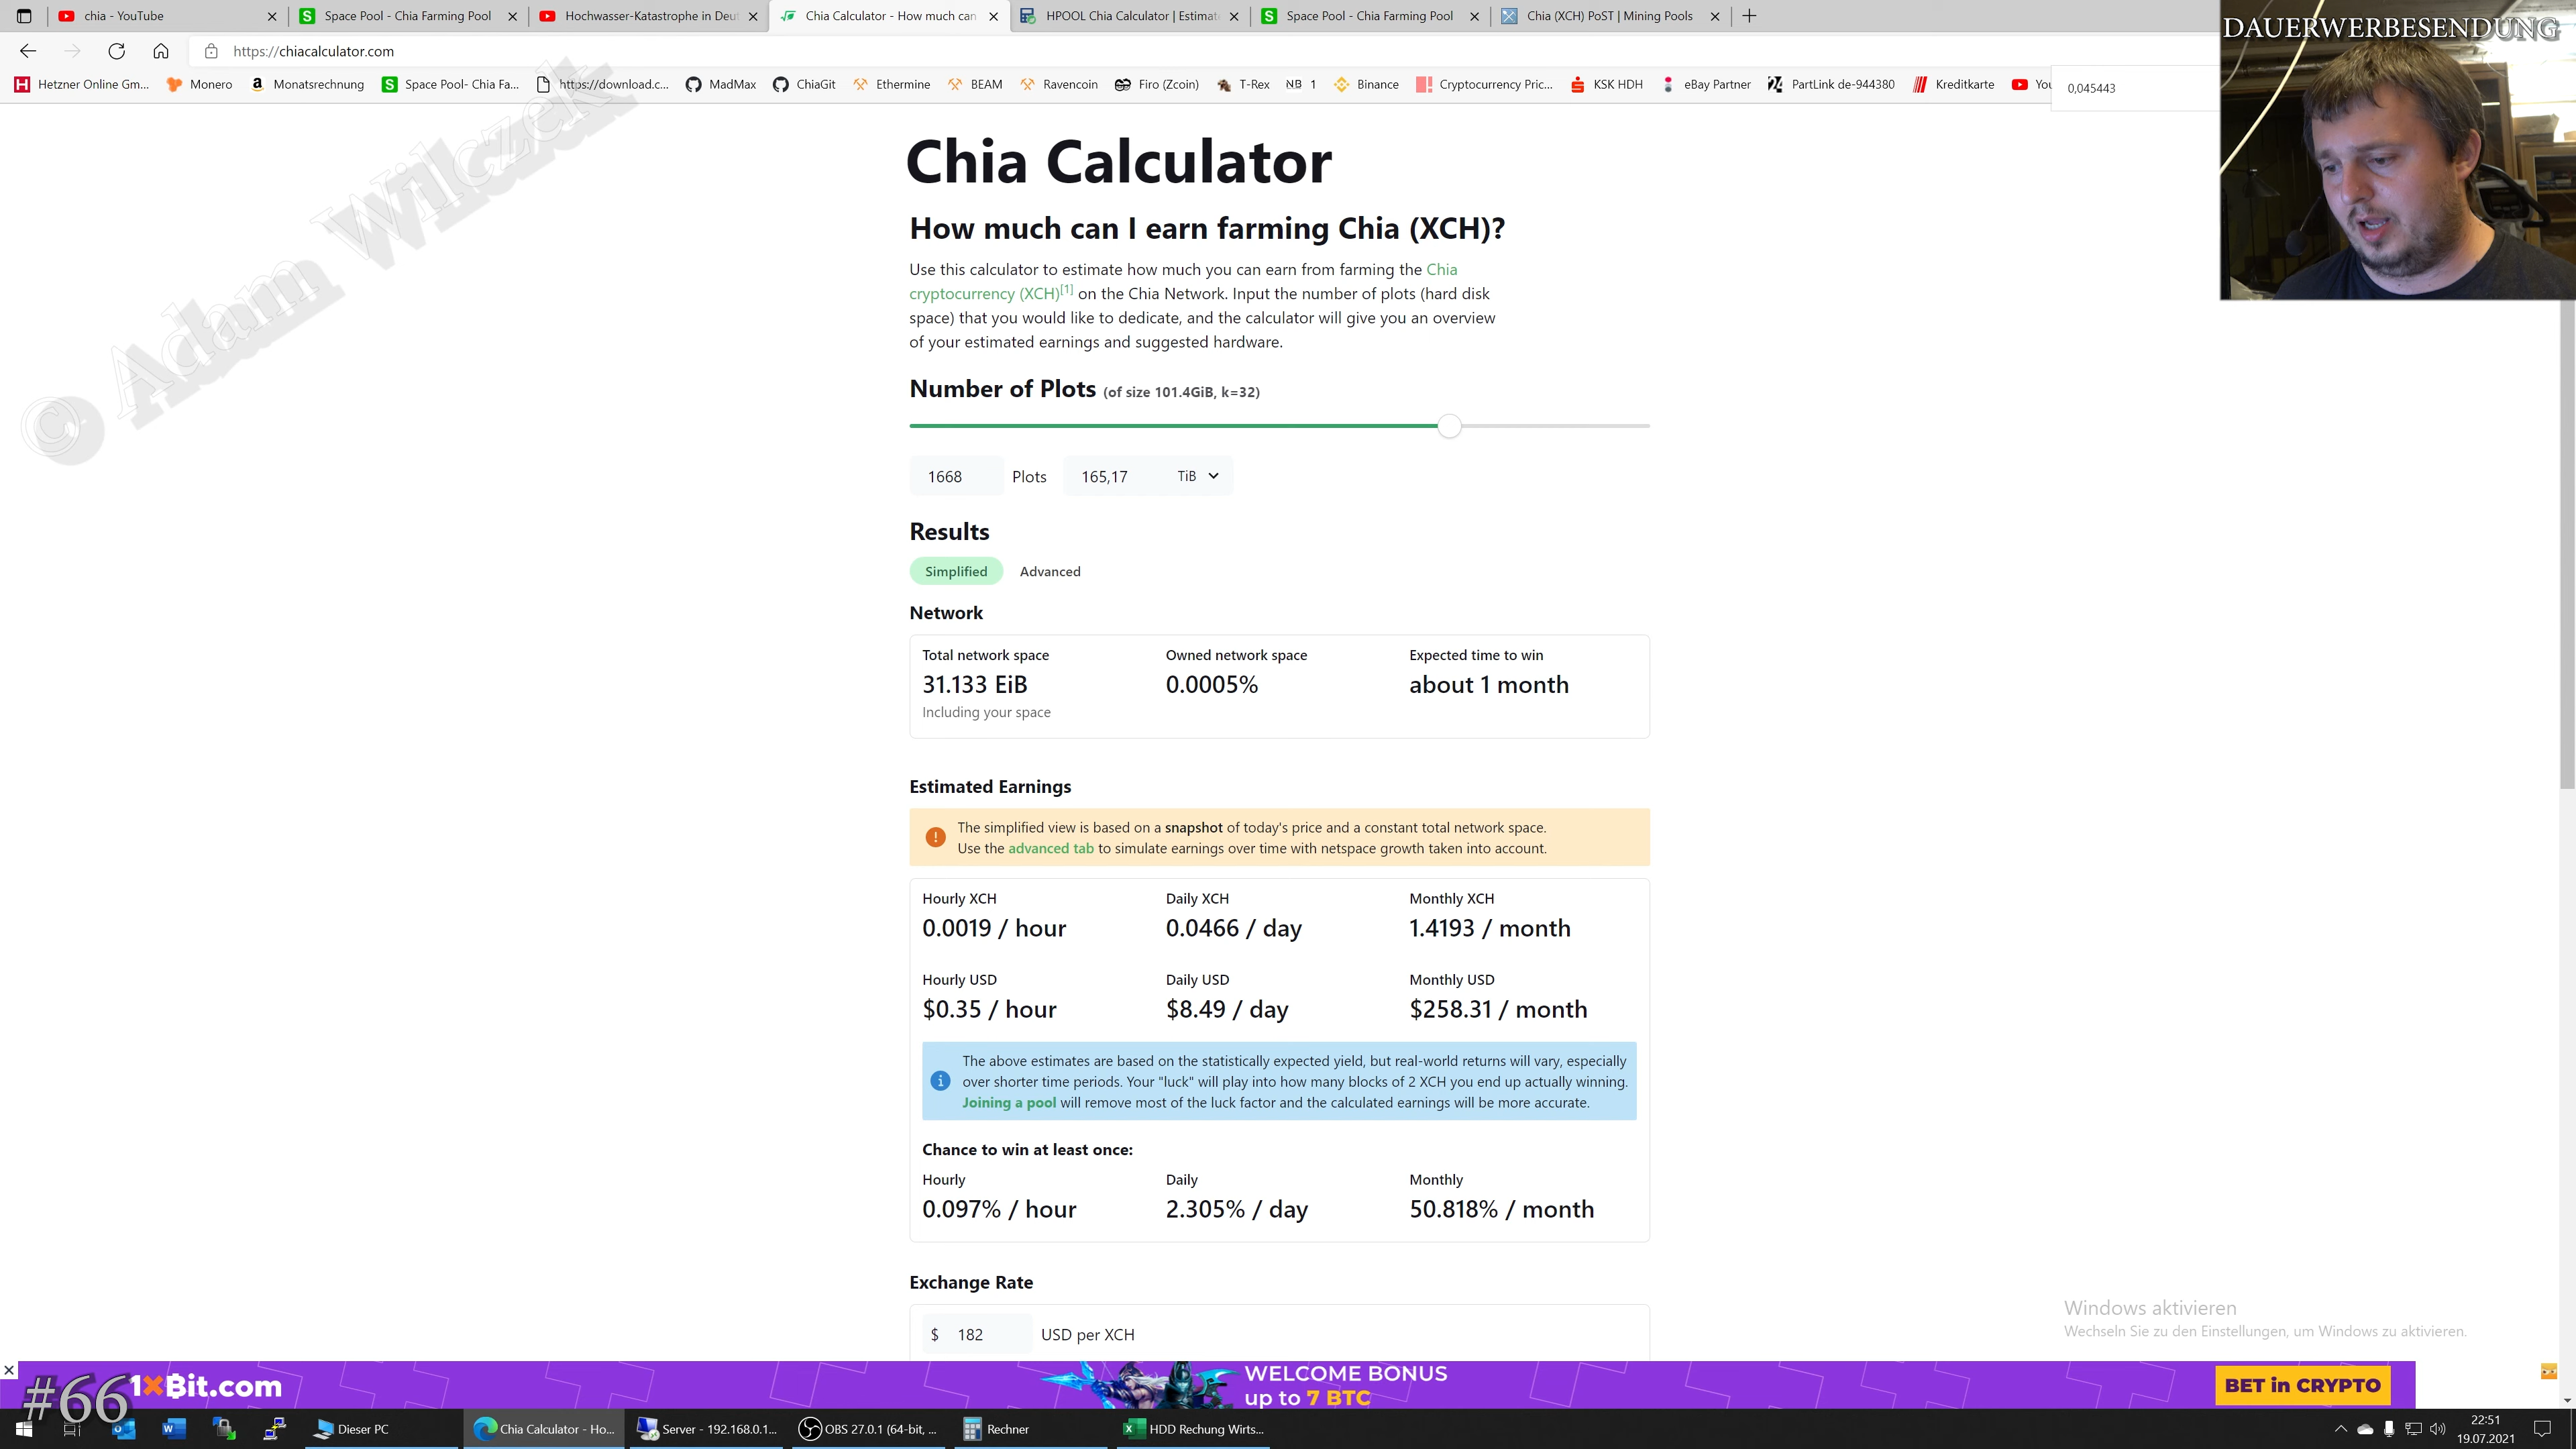 chia - YouTube
Space Pool - Chia Farming Pool
Hochwasser-Katastrophe in Deut
Chia Calculator - How much can
HPOOL Chia Calculator | Estimat
Space Pool - Chia Farming Pool
Chia (XCH) PoST | Mining Pools
DAUERWERBESENDUNG
https://chiacalculator.com
Hetzner Online Gm...
Monero
Monatsrechnung
Space Pool- Chia Fa...
https://download.c...
MadMax
ChiaGit
Ethermine
BEAM
Ravencoin
Firo (Zcoin)
T-Rex
NB 1
Binance
Cryptocurrency Pric...
KSK HDH
eBay Partner
PartLink de-944380
Kreditkarte
You
0,045443
© Adam Wilczek
Chia Calculator
How much can I earn farming Chia (XCH)?
Use this calculator to estimate how much you can earn from farming the Chia
cryptocurrency (XCH)[1] on the Chia Network. Input the number of plots (hard disk
space) that you would like to dedicate, and the calculator will give you an overview
of your estimated earnings and suggested hardware.
Number of Plots (of size 101.4GiB, k=32)
1668 Plots 165,17 TiB
Results
Simplified Advanced
Network
Total network space Owned network space Expected time to win
31.133 EiB 0.0005% about 1 month
Including your space
Estimated Earnings
The simplified view is based on a snapshot of today's price and a constant total network space.
Use the advanced tab to simulate earnings over time with netspace growth taken into account.
Hourly XCH Daily XCH Monthly XCH
0.0019 / hour 0.0466 / day 1.4193 / month
Hourly USD Daily USD Monthly USD
$0.35 / hour $8.49 / day $258.31 / month
The above estimates are based on the statistically expected yield, but real-world returns will vary, especially
over shorter time periods. Your "luck" will play into how many blocks of 2 XCH you end up actually winning.
Joining a pool will remove most of the luck factor and the calculated earnings will be more accurate.
Chance to win at least once:
Hourly Daily Monthly
0.097% / hour 2.305% / day 50.818% / month
Exchange Rate
$ 182 USD per XCH
Windows aktivieren
Wechseln Sie zu den Einstellungen, um Windows zu aktivieren.
#66
1xBit.com
WELCOME BONUS
up to 7 BTC
BET in CRYPTO
Dieser PC
Chia Calculator - Ho...
Server - 192.168.0.1...
OBS 27.0.1 (64-bit, ...
Rechner
HDD Rechung Wirts...
22:51
19.07.2021